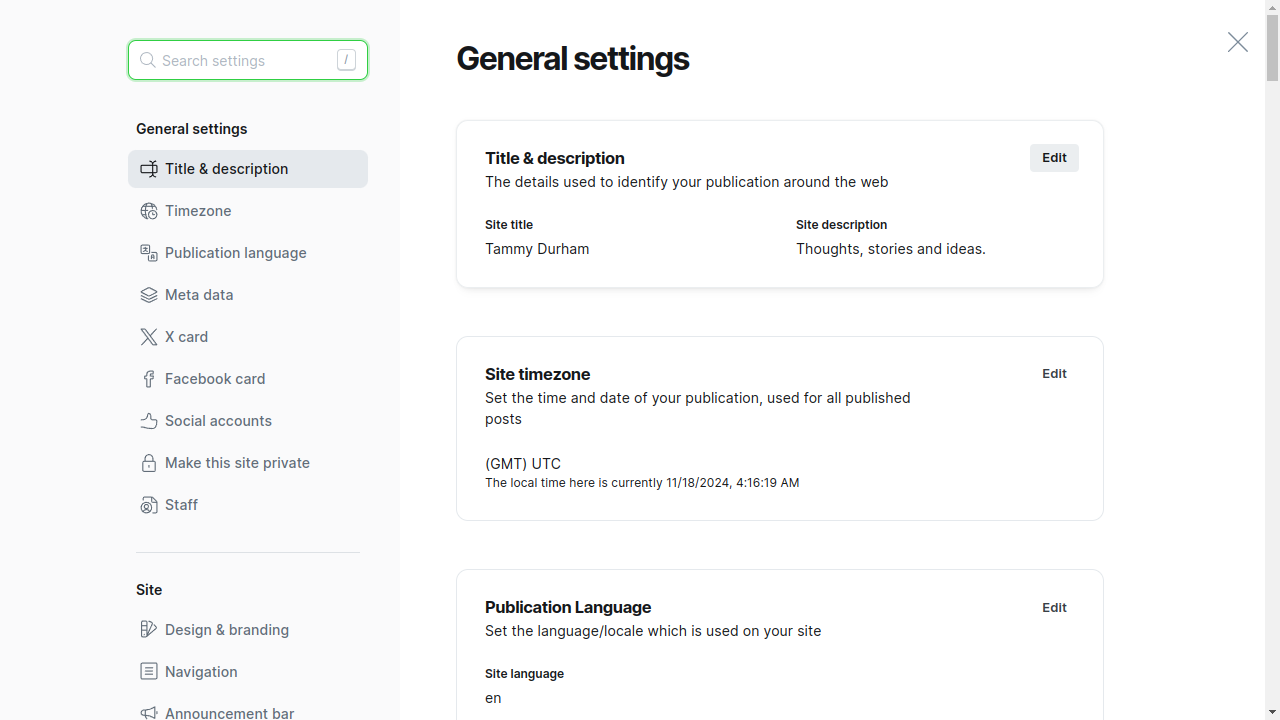 Search settings /
General settings
Title & description
Timezone
Publication language
Meta data
X card
Facebook card
Social accounts
Make this site private
Staff
Site
Design & branding
Navigation
Announcement bar
General settings
Title & description
Edit
The details used to identify your publication around the web
Site title
Tammy Durham
Site description
Thoughts, stories and ideas.
Site timezone
Edit
Set the time and date of your publication, used for all published
posts
(GMT) UTC
The local time here is currently 11/18/2024, 4:16:19 AM
Publication Language
Edit
Set the language/locale which is used on your site
Site language
en